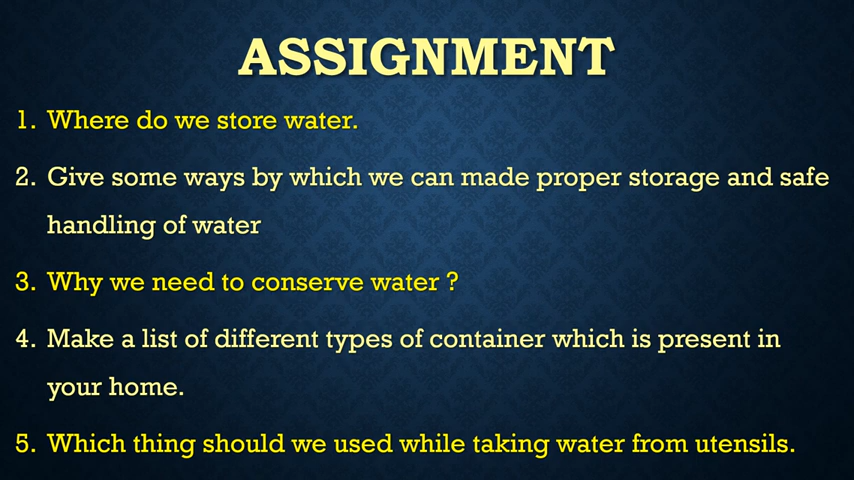 ASSIGNMENT
1. Where do we store water.
2. Give some ways by which we can made proper storage and safe
handling of water
3. Why we need to conserve water ?
4. Make a list of different types of container which is present in
your home.
5. Which thing should we used while taking water from utensils.